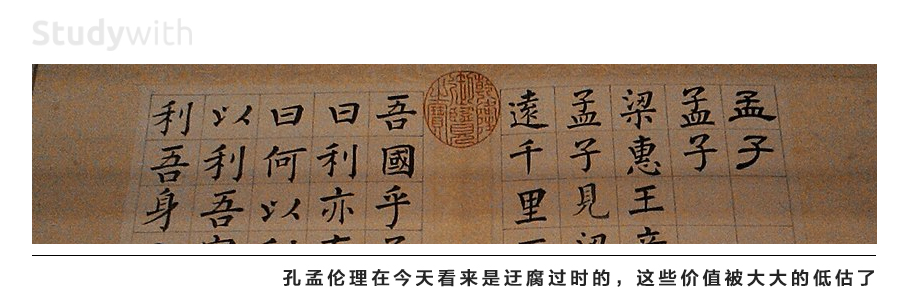 Studywith
孟子
孟子
梁惠王
孟子見
遠千里
吾國乎
曰利亦
曰何以
以利吾
利吾身
孔孟伦理在今天看来是迂腐过时的，这些价值被大大的低估了